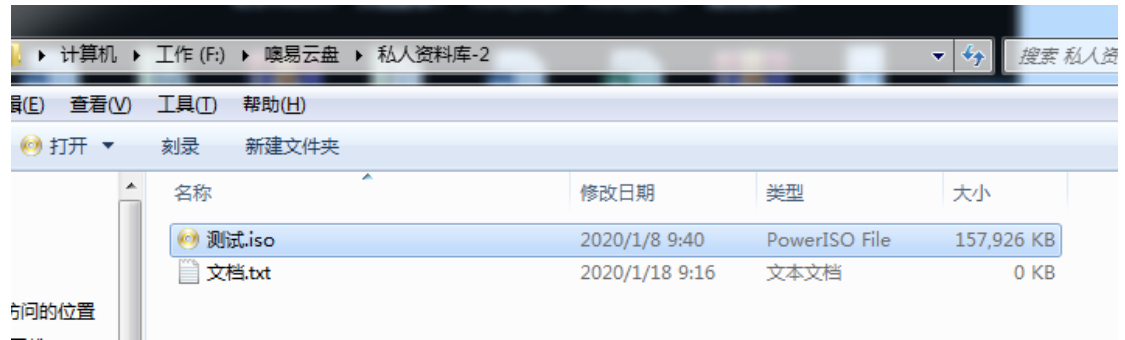 计算机 工作 (F:) 噢易云盘 私人资料库-2 搜索 私人资
辑(E) 查看(V) 工具(T) 帮助(H)
打开 刻录 新建文件夹
名称 修改日期 类型 大小
测试.iso 2020/1/8 9:40 PowerISO File 157,926 KB
文档.txt 2020/1/18 9:16 文本文档 0 KB
访问的位置